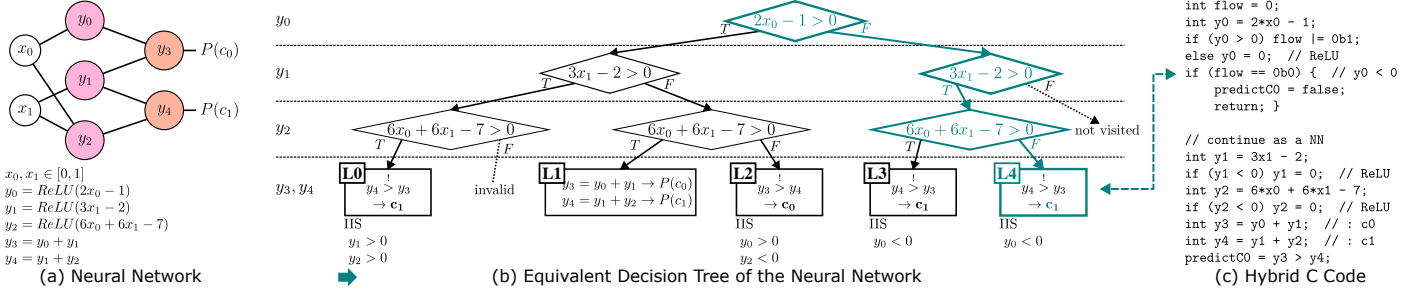 x0
x1
y0
y1
y2
y3
y4
P(c0)
P(c1)
x0, x1 ∈ [0, 1]
y0 = ReLU(2x0 − 1)
y1 = ReLU(3x1 − 2)
y2 = ReLU(6x0 + 6x1 − 7)
y3 = y0 + y1
y4 = y1 + y2
(a) Neural Network
y0
2x0 − 1 > 0
T
F
y1
3x1 − 2 > 0
T
F
3x1 − 2 > 0
T
F
y2
6x0 + 6x1 − 7 > 0
T
F
6x0 + 6x1 − 7 > 0
T
F
6x0 + 6x1 − 7 > 0
T
F
not visited
invalid
y3, y4
L0
!
y4 > y3
→ c1
IIS
y1 > 0
y2 > 0
L1
y3 = y0 + y1 → P(c0)
y4 = y1 + y2 → P(c1)
L2
!
y3 > y4
→ c0
IIS
y0 > 0
y2 < 0
L3
!
y4 > y3
→ c1
IIS
y0 < 0
L4
!
y4 > y3
→ c1
IIS
y0 < 0
(b) Equivalent Decision Tree of the Neural Network
int flow = 0;
int y0 = 2*x0 - 1;
if (y0 > 0) flow |= 0b1;
else y0 = 0;  // ReLU
if (flow == 0b0) {  // y0 < 0
    predictC0 = false;
    return; }
// continue as a NN
int y1 = 3x1 - 2;
if (y1 < 0) y1 = 0;  // ReLU
int y2 = 6*x0 + 6*x1 - 7;
if (y2 < 0) y2 = 0;  // ReLU
int y3 = y0 + y1;  // : c0
int y4 = y1 + y2;  // : c1
predictC0 = y3 > y4;
(c) Hybrid C Code